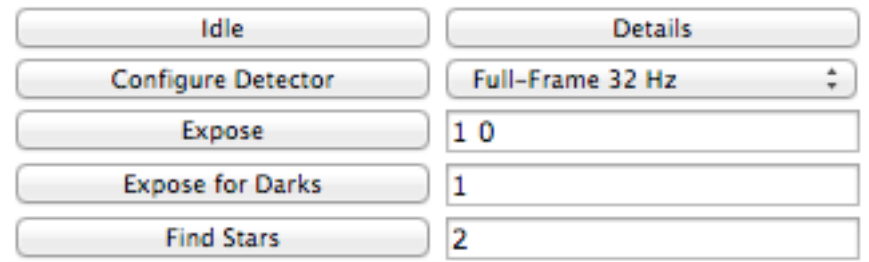 Idle Details
Configure Detector Full-Frame 32 Hz
Expose 1 0
Expose for Darks 1
Find Stars 2